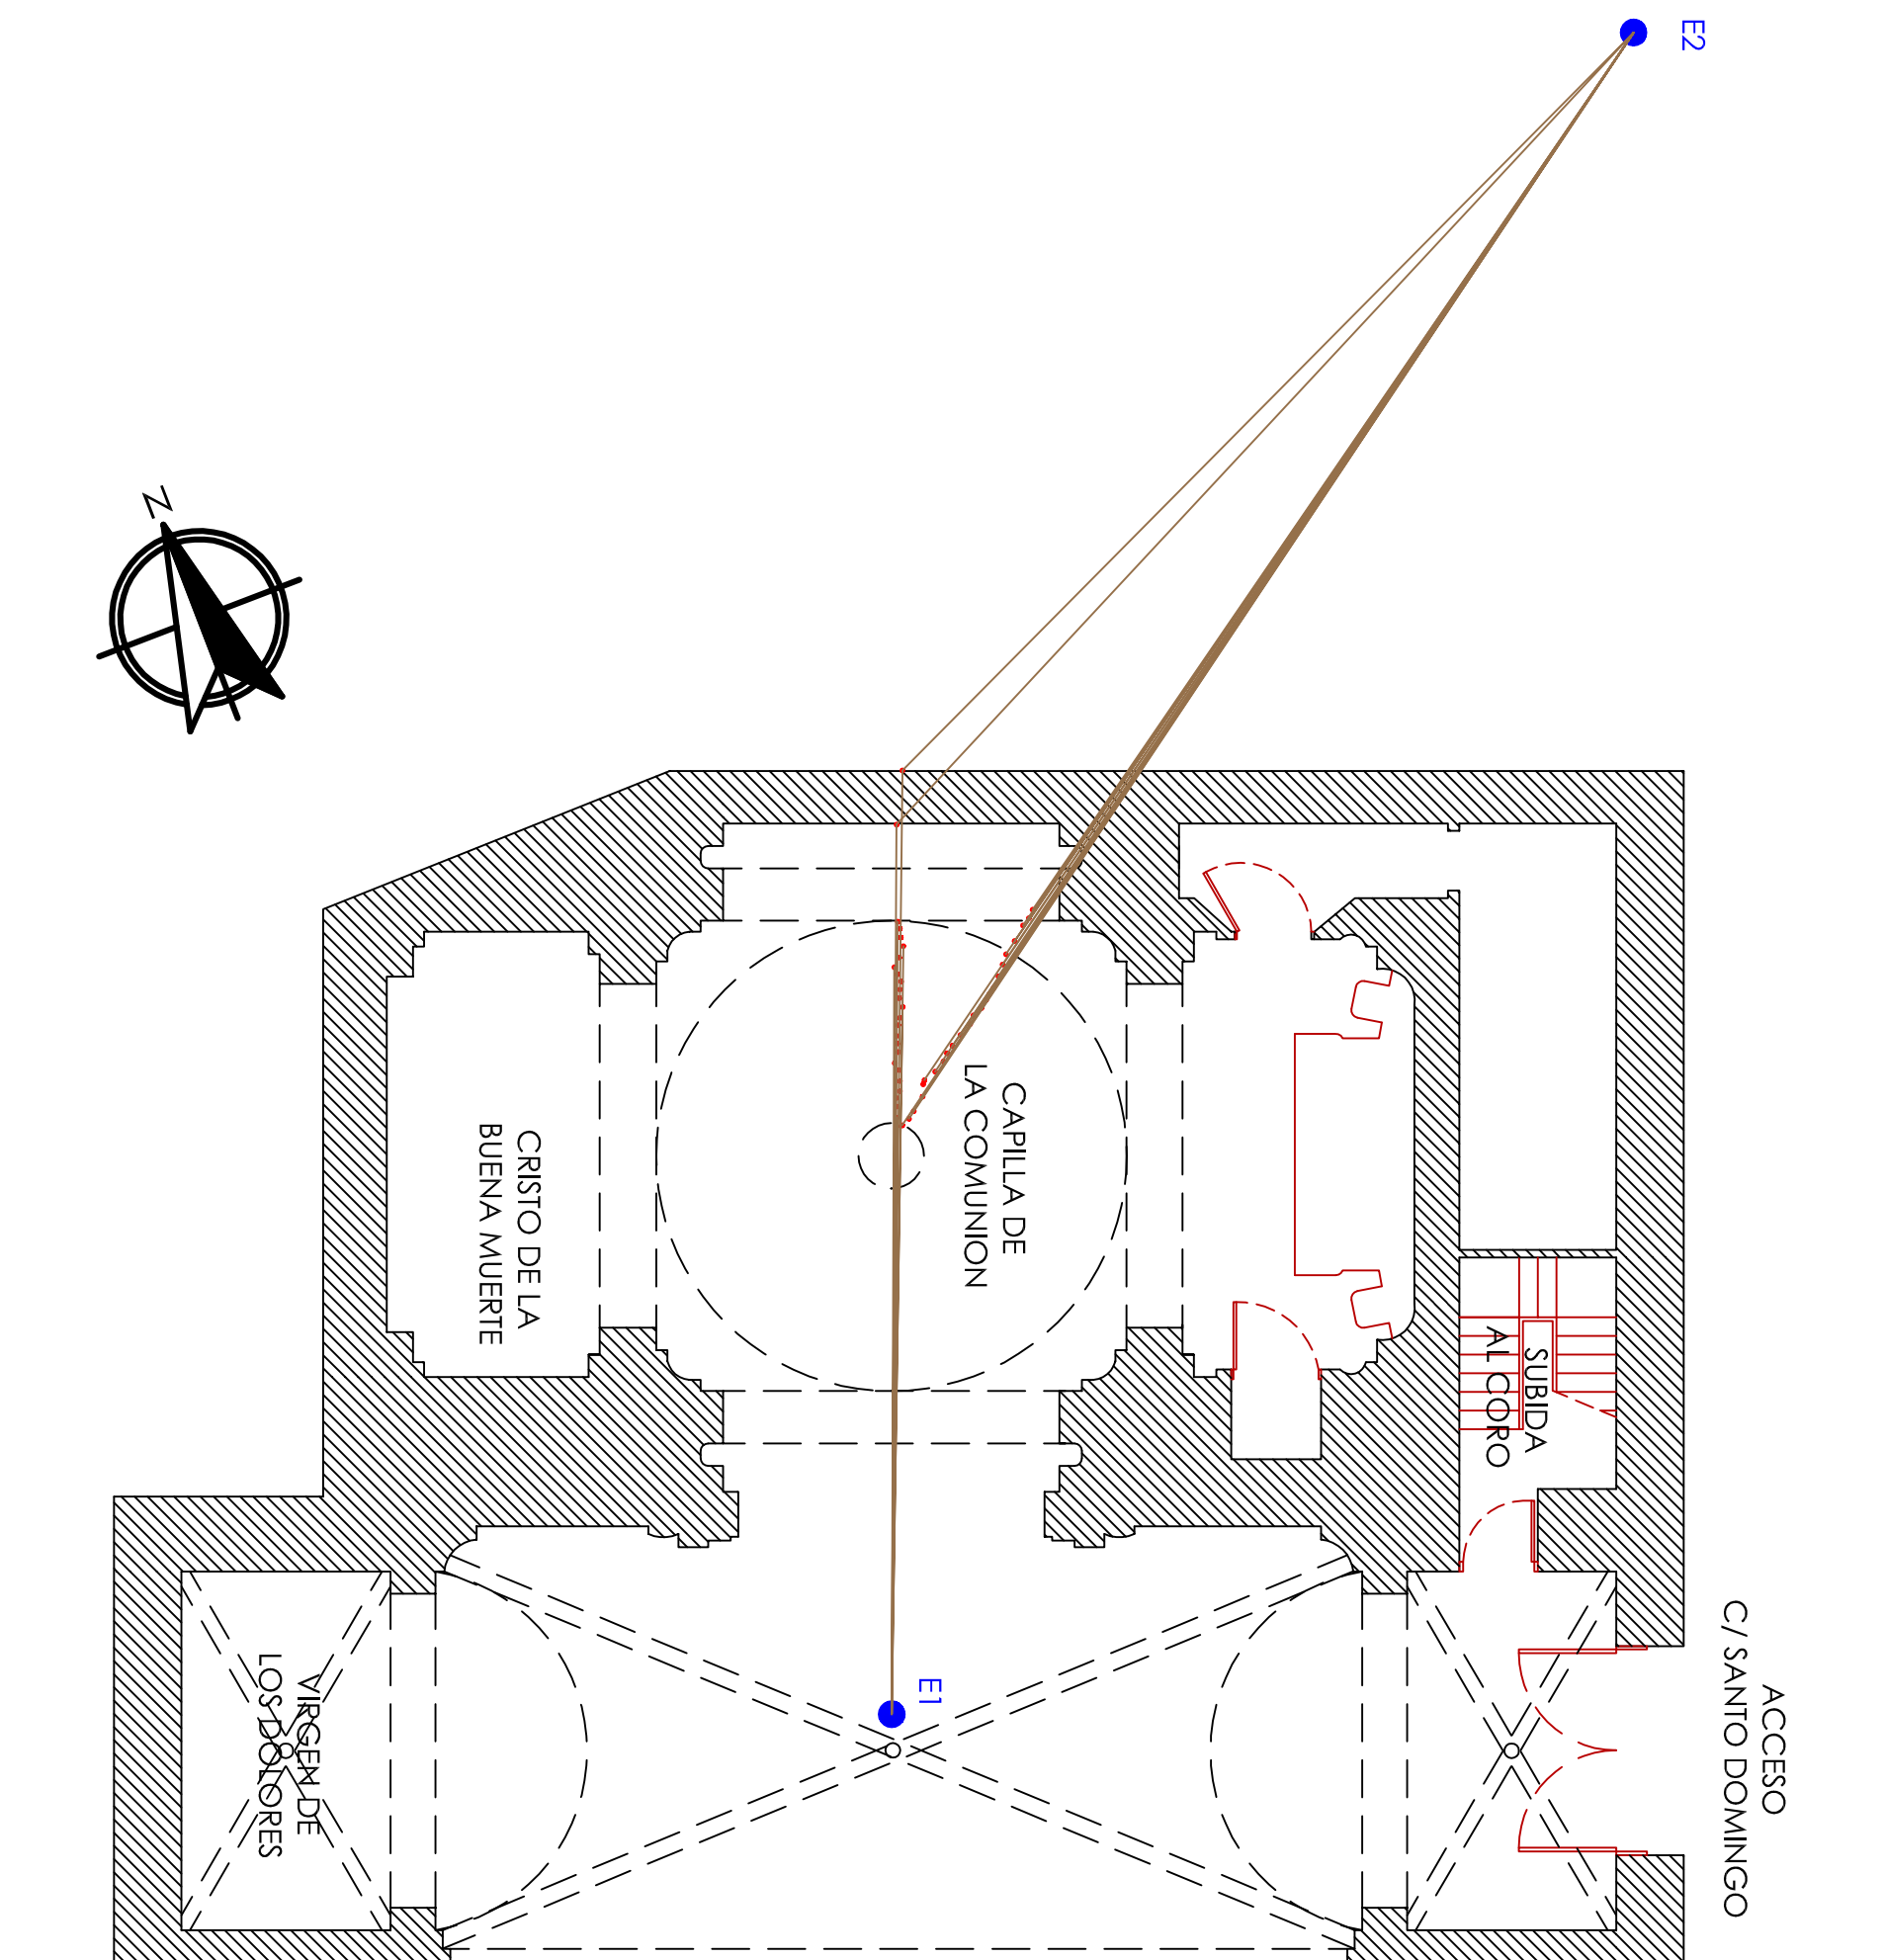 E2
N
CAPILLA DE
LA COMUNION
CRISTO DE LA
BUENA MUERTE
SUBIDA
AL CORO
E1
VIRGEN DE
LOS DOLORES
ACCESO
C/ SANTO DOMINGO